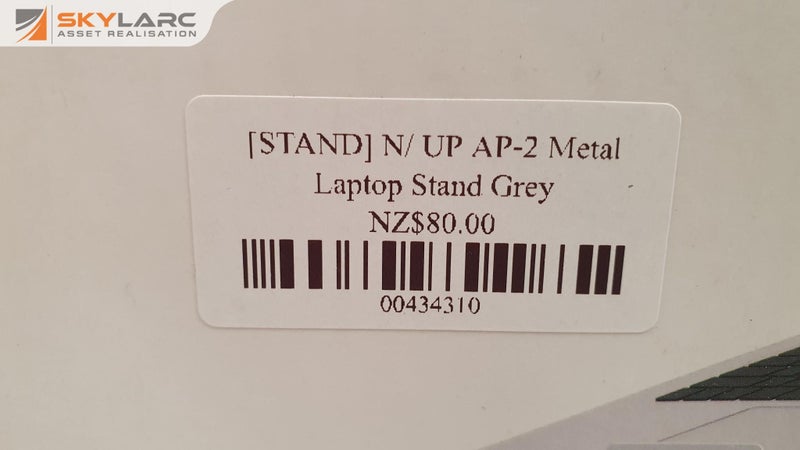 SKYLARC
ASSET REALISATION
[STAND] N/ UP AP-2 Metal
Laptop Stand Grey
NZ$80.00
00434310